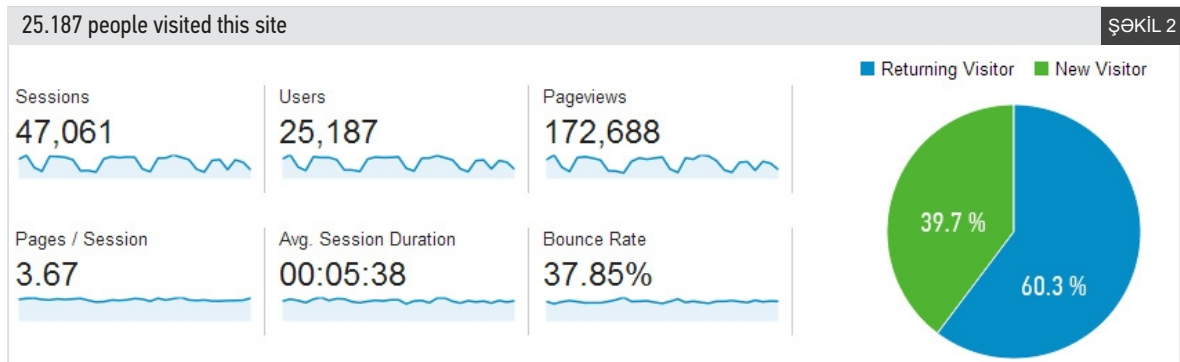 25.187 people visited this site
ŞƏKİL 2
Returning Visitor New Visitor
Sessions Users Pageviews
47,061 25,187 172,688
Pages / Session Avg. Session Duration Bounce Rate
3.67 00:05:38 37.85%
39.7 %
60.3 %